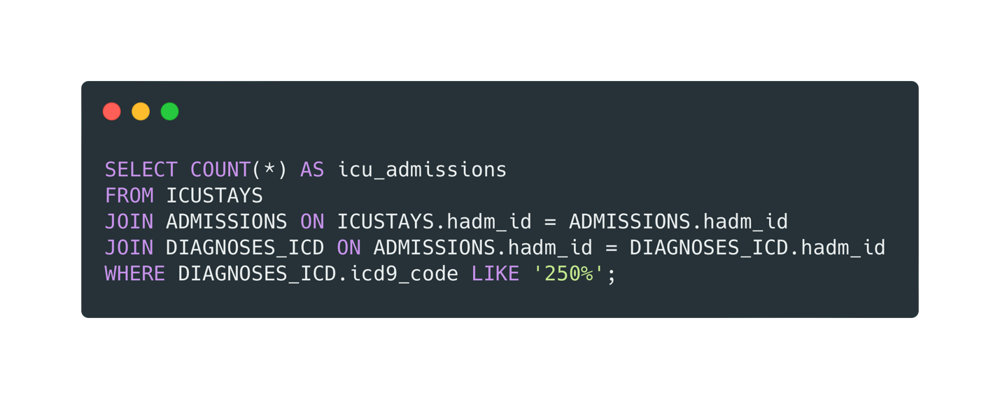 SELECT COUNT(*) AS icu_admissions
FROM ICUSTAYS
JOIN ADMISSIONS ON ICUSTAYS.hadm_id = ADMISSIONS.hadm_id
JOIN DIAGNOSES_ICD ON ADMISSIONS.hadm_id = DIAGNOSES_ICD.hadm_id
WHERE DIAGNOSES_ICD.icd9_code LIKE '250%';